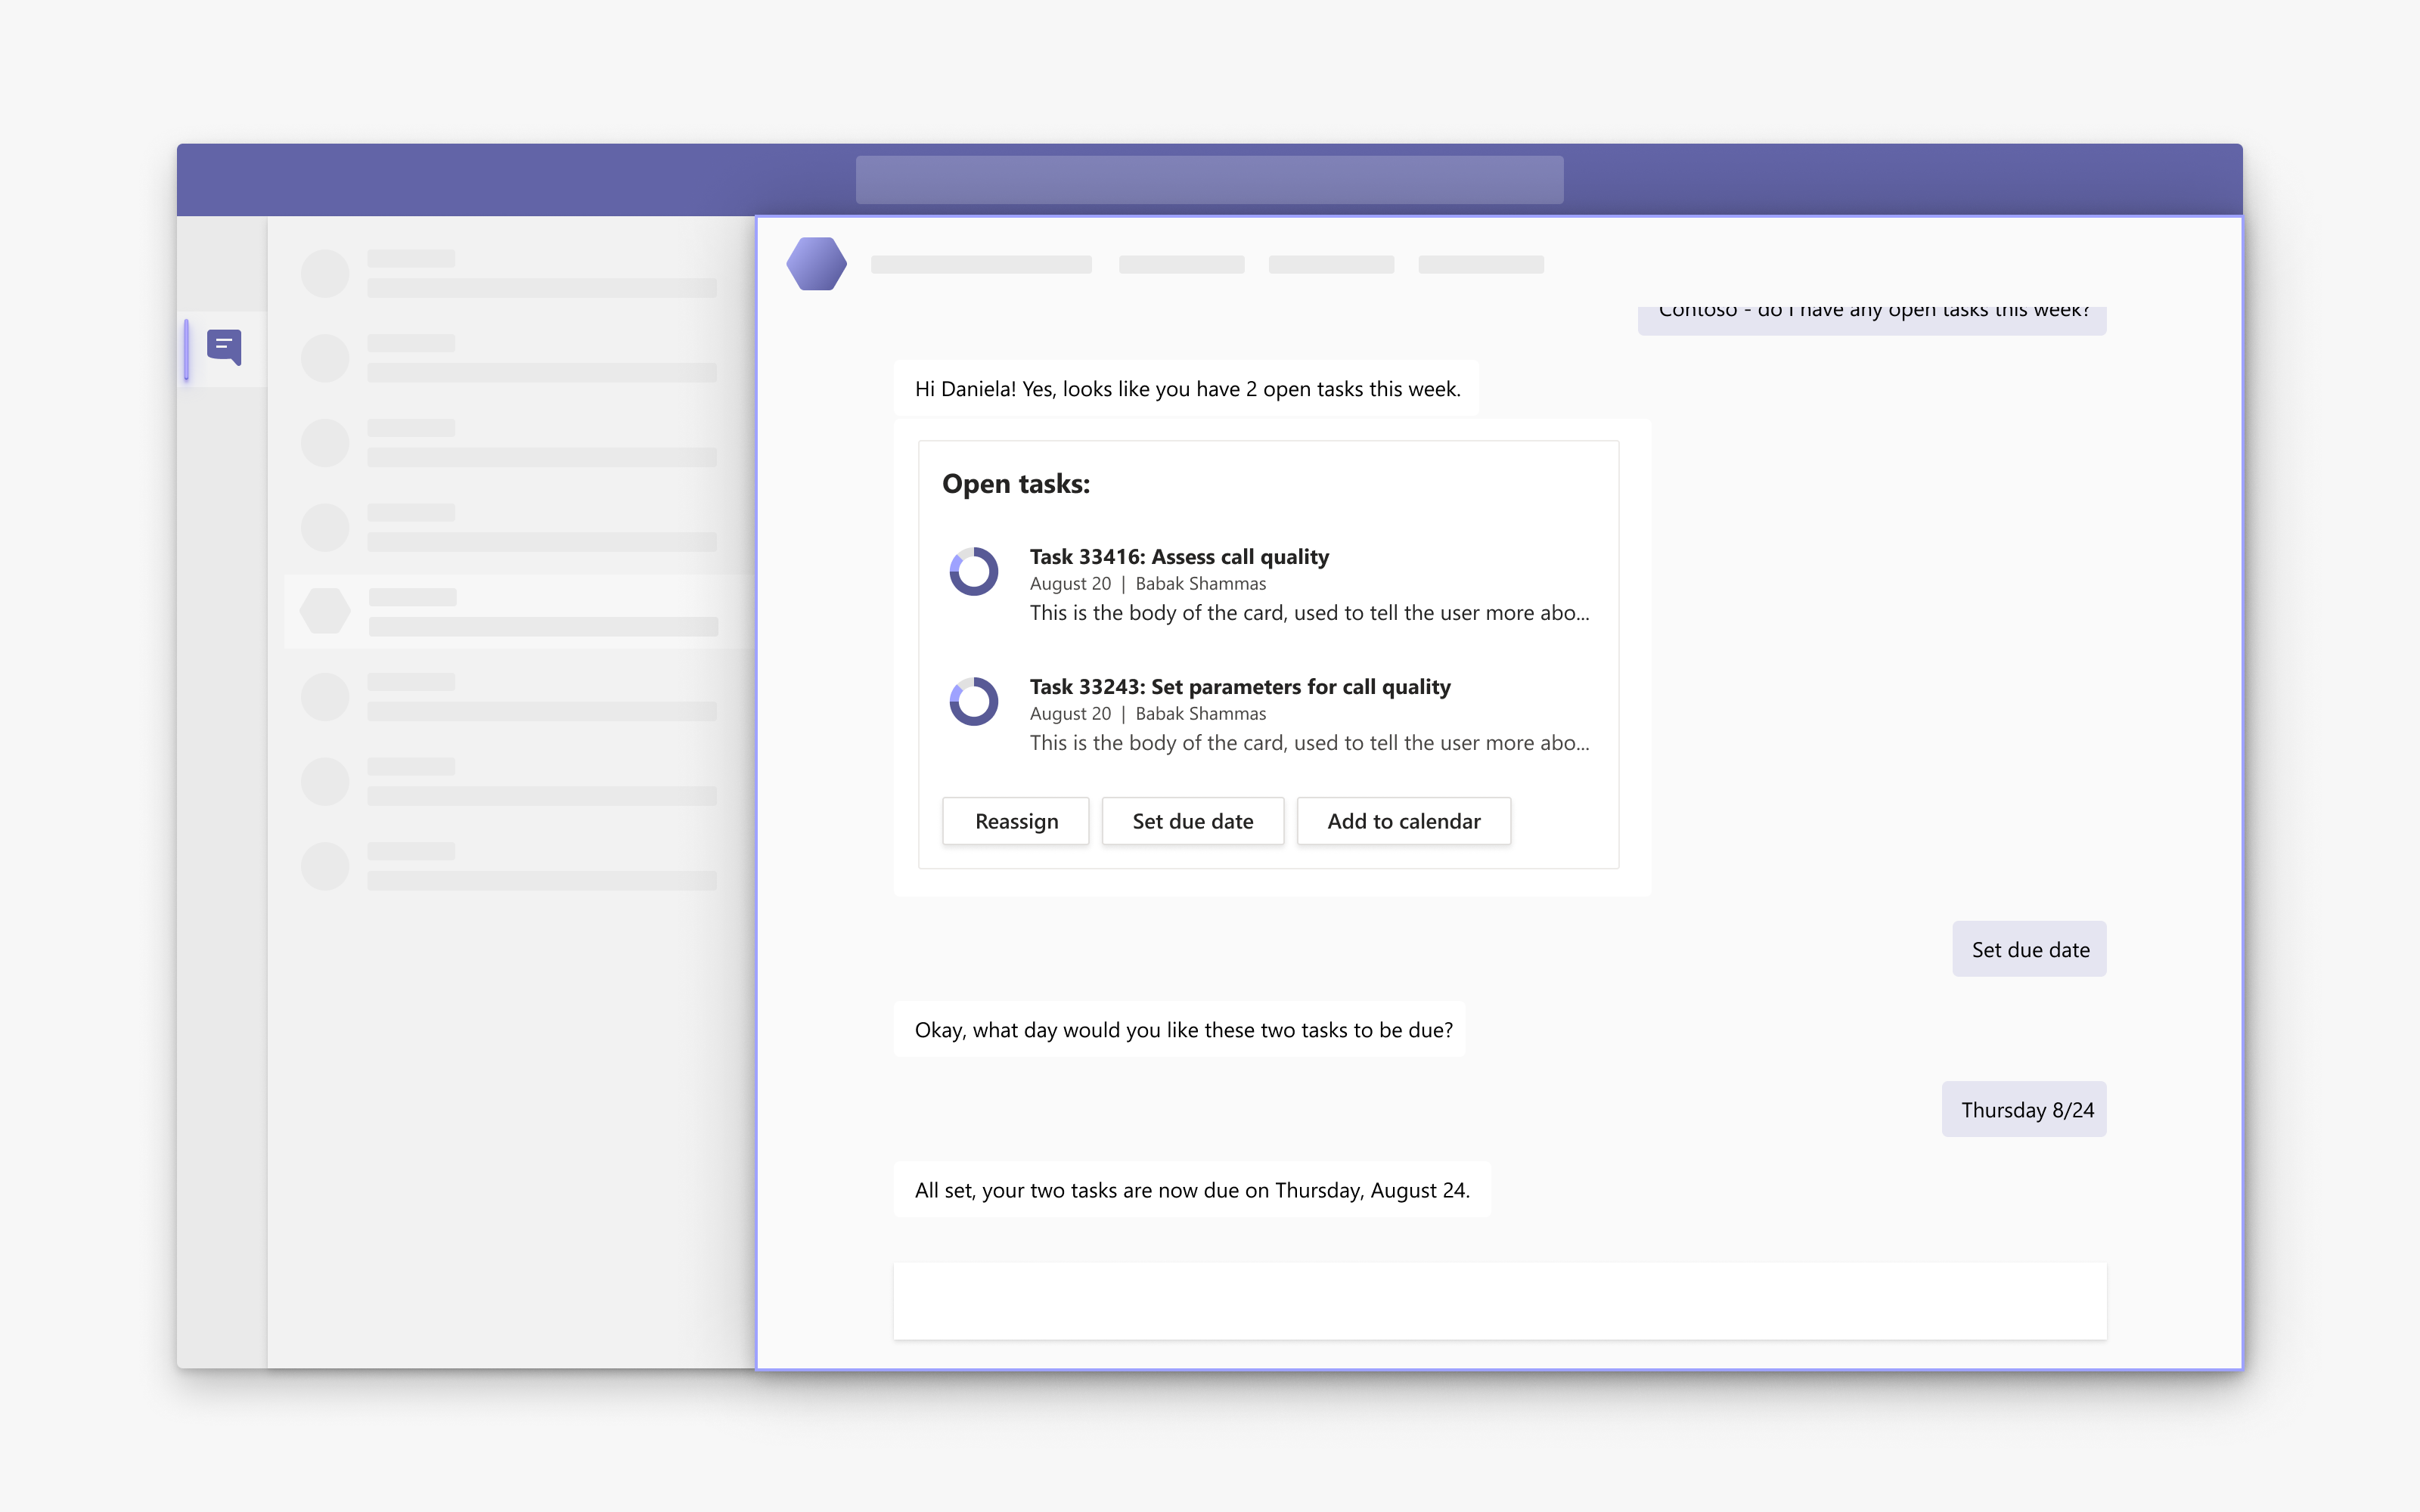 Contoso - do I have any open tasks this week?
Hi Daniela! Yes, looks like you have 2 open tasks this week.
Open tasks:
Task 33416: Assess call quality
August 20 | Babak Shammas
This is the body of the card, used to tell the user more abo...
Task 33243: Set parameters for call quality
August 20 | Babak Shammas
This is the body of the card, used to tell the user more abo...
Reassign
Set due date
Add to calendar
Set due date
Okay, what day would you like these two tasks to be due?
Thursday 8/24
All set, your two tasks are now due on Thursday, August 24.